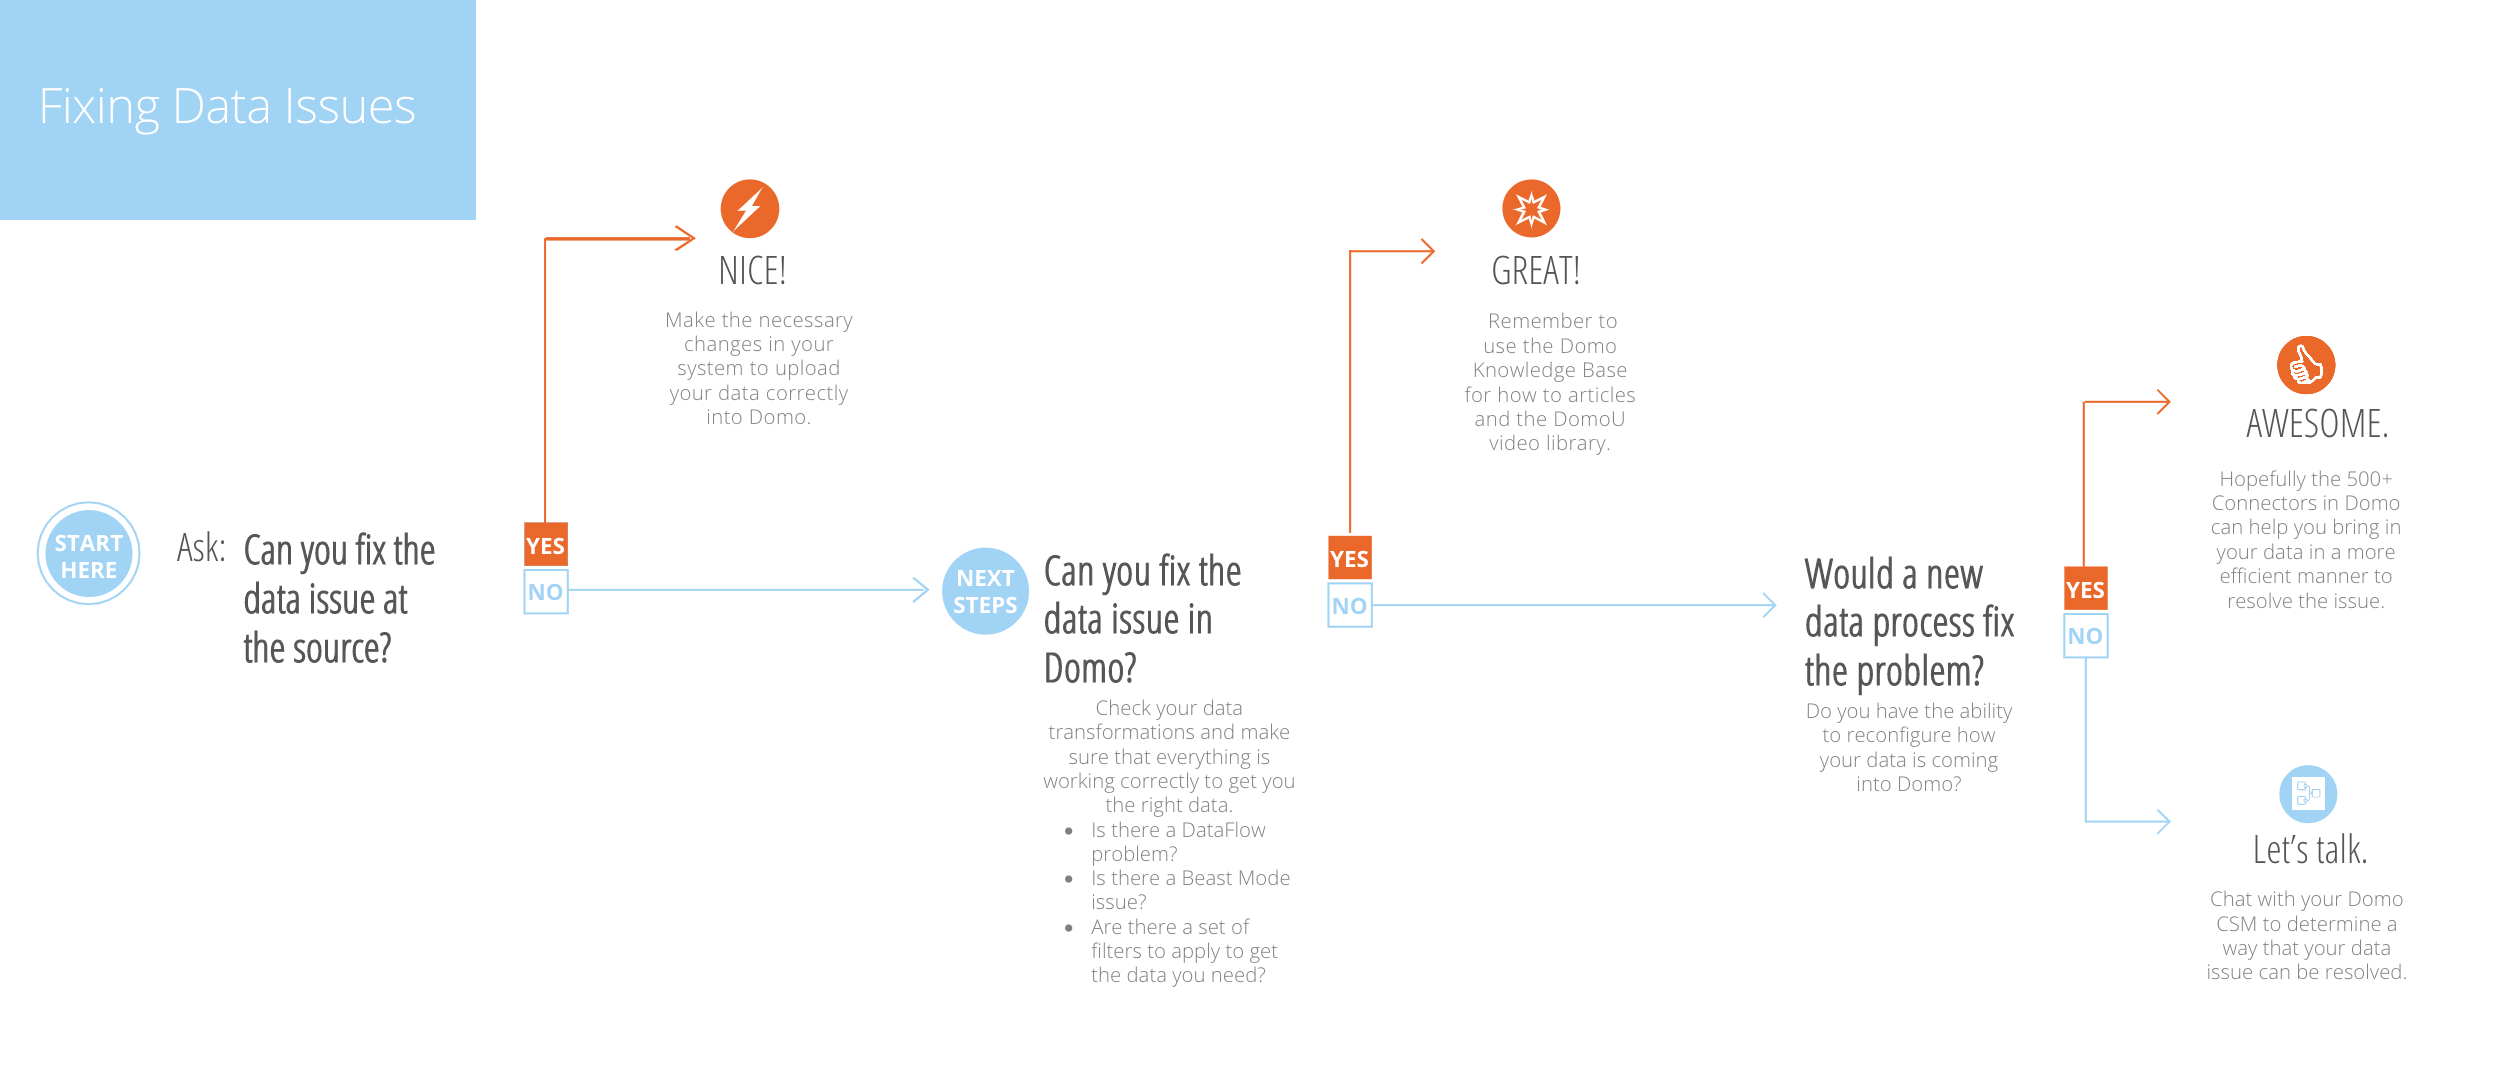 Fixing Data Issues
START
HERE
Ask:
Can you fix the
data issue at
the source?
YES
NO
NICE!
Make the necessary
changes in your
system to upload
your data correctly
into Domo.
NEXT
STEPS
Can you fix the
data issue in
Domo?
Check your data
transformations and make
sure that everything is
working correctly to get you
the right data.
• Is there a DataFlow
problem?
• Is there a Beast Mode
issue?
• Are there a set of
filters to apply to get
the data you need?
YES
NO
GREAT!
Remember to
use the Domo
Knowledge Base
for how to articles
and the DomoU
video library.
Would a new
data process fix
the problem?
Do you have the ability
to reconfigure how
your data is coming
into Domo?
YES
NO
AWESOME.
Hopefully the 500+
Connectors in Domo
can help you bring in
your data in a more
efficient manner to
resolve the issue.
Let’s talk.
Chat with your Domo
CSM to determine a
way that your data
issue can be resolved.